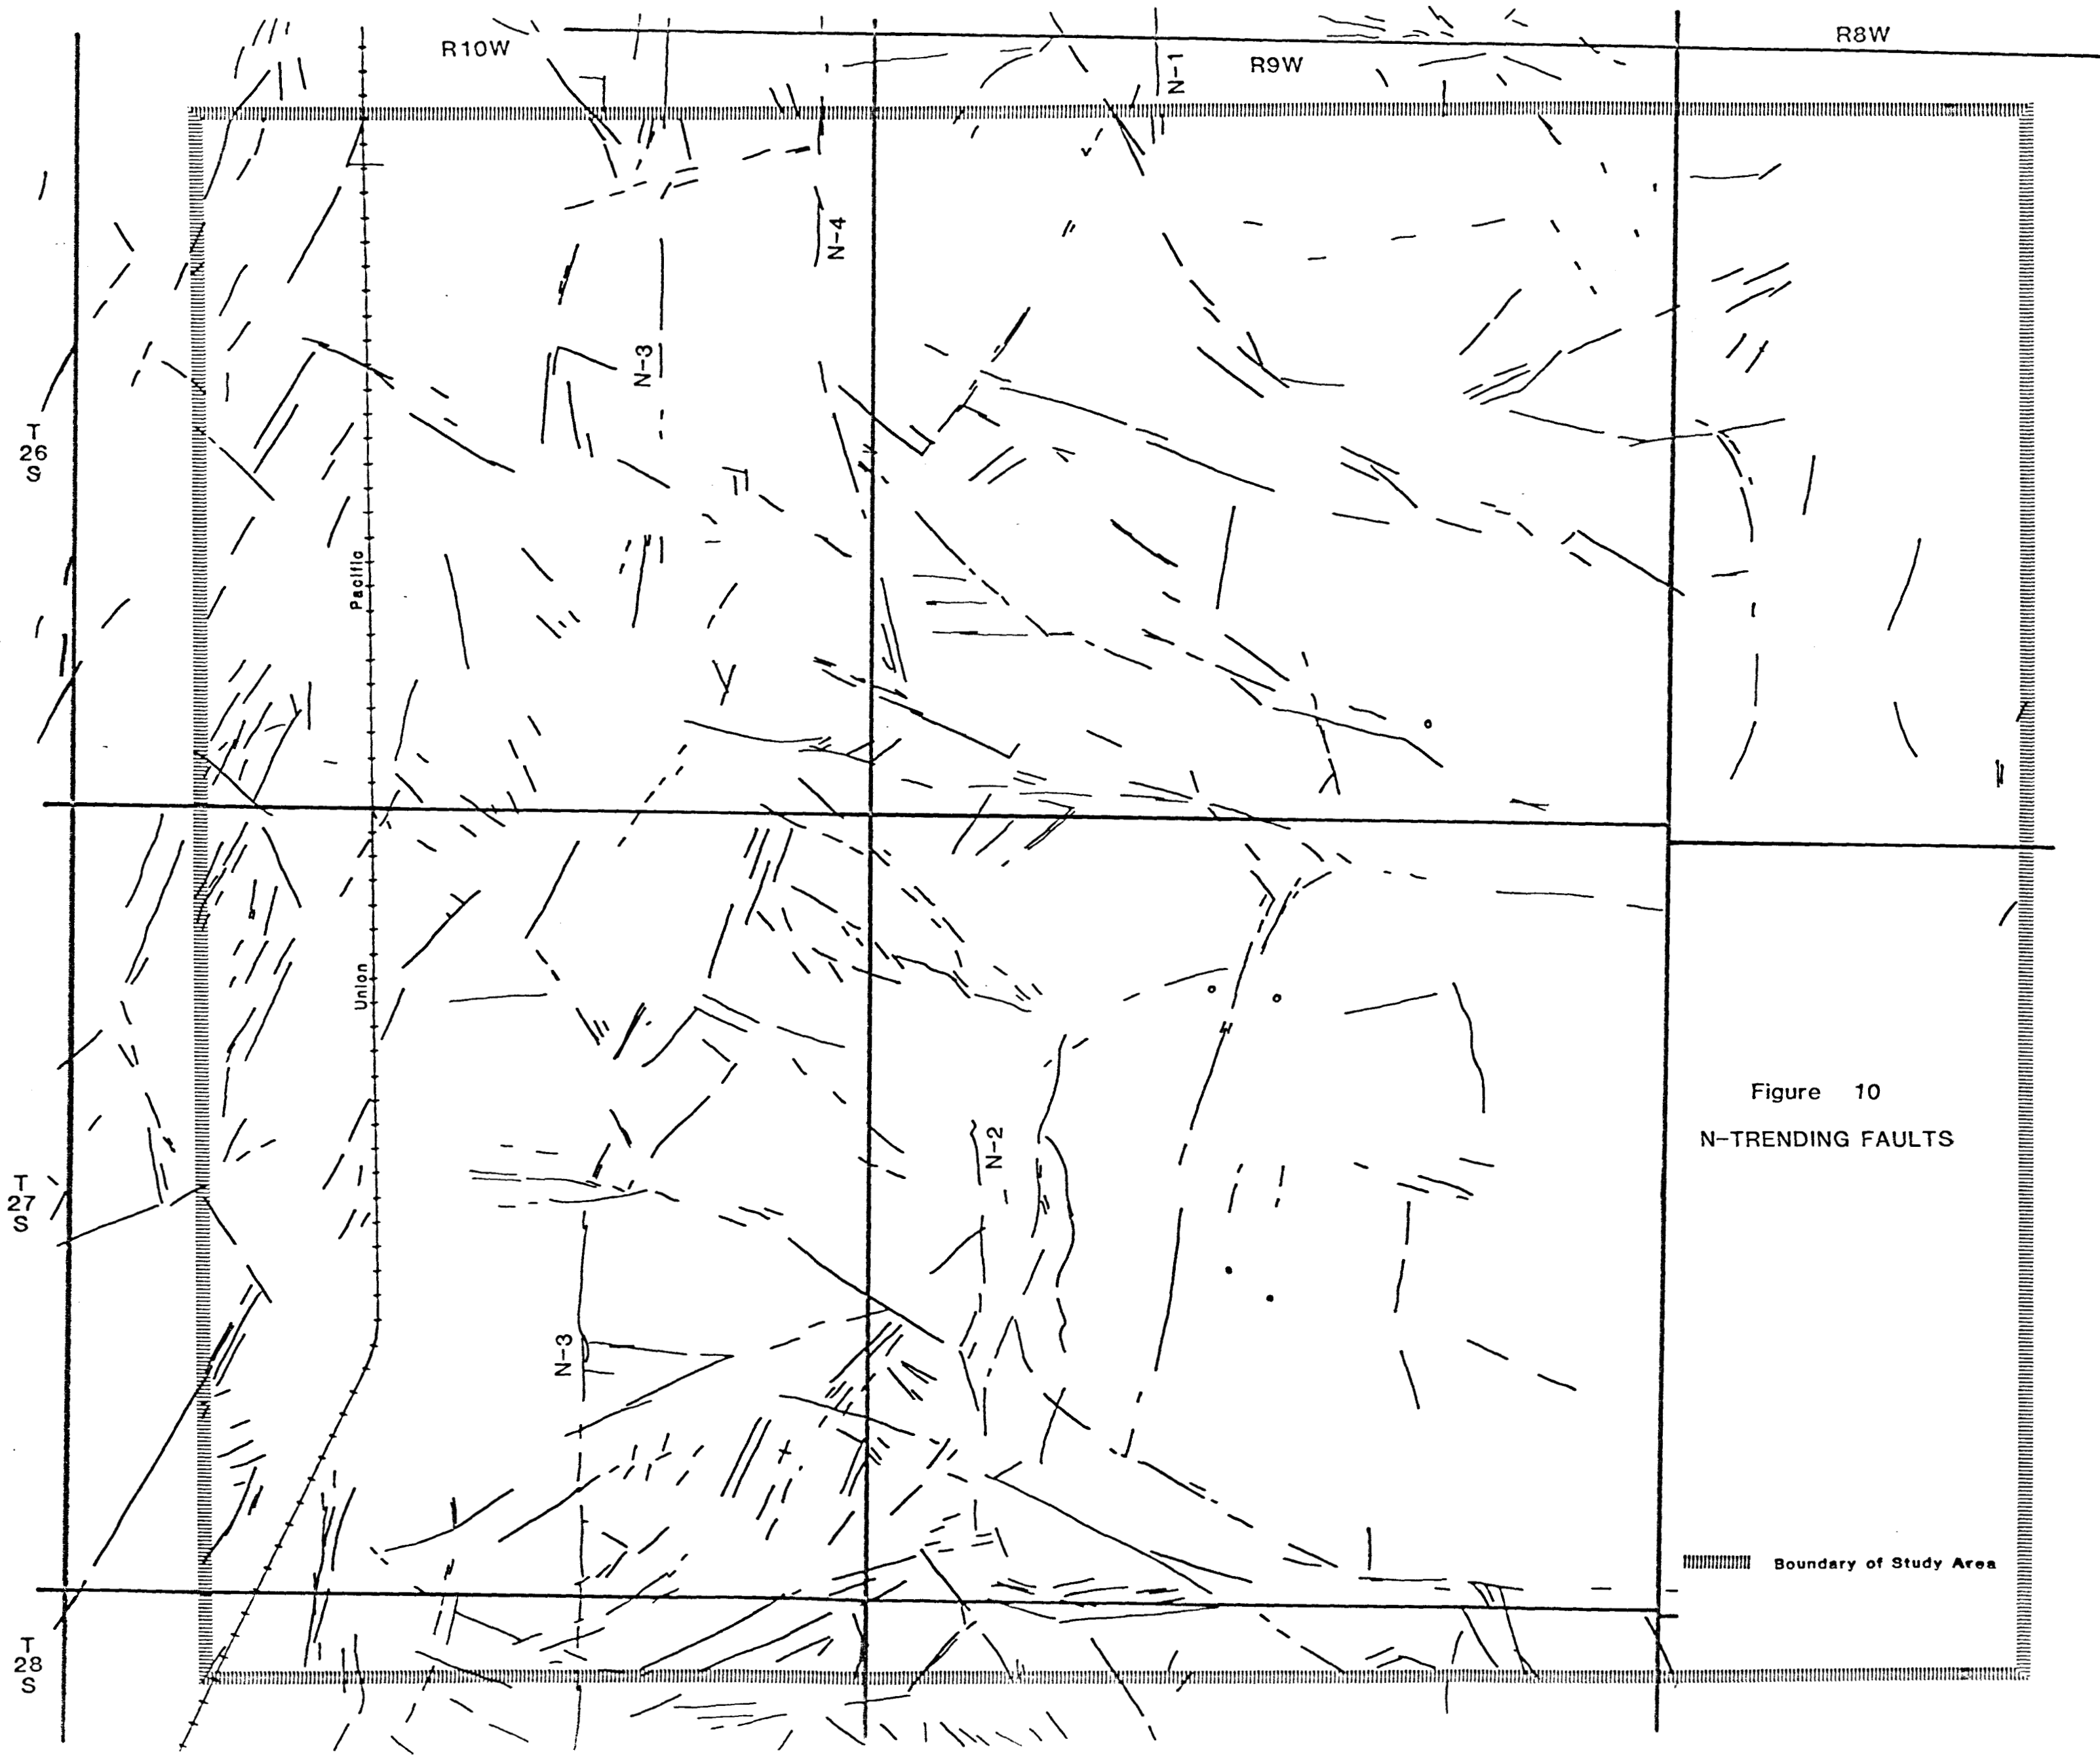 R10W
R9W
R8W
N-1
N-4
N-3
T
26
S
Pacific
Union
N-2
Figure 10
N-TRENDING FAULTS
T
27
S
N-3
Boundary of Study Area
T
28
S